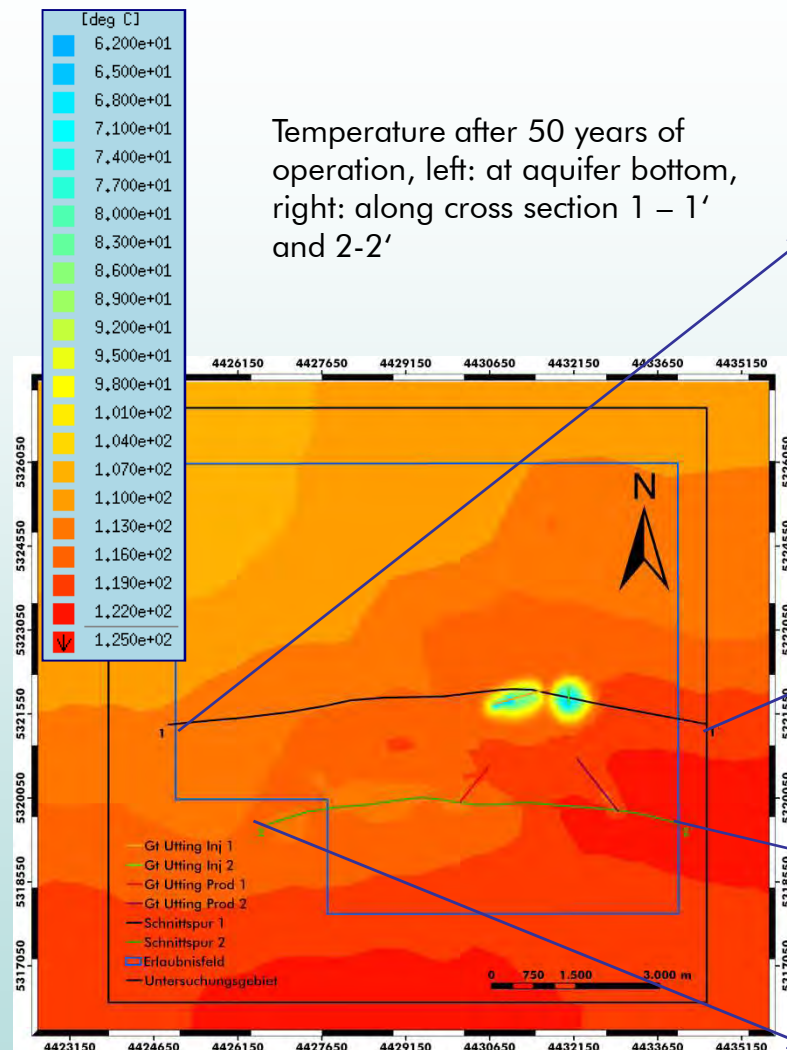 [deg C]
6.200e+01
6.500e+01
6.800e+01
7.100e+01
7.400e+01
7.700e+01
8.000e+01
8.300e+01
8.600e+01
8.900e+01
9.200e+01
9.500e+01
9.800e+01
1.010e+02
1.040e+02
1.070e+02
1.100e+02
1.130e+02
1.160e+02
1.190e+02
1.220e+02
1.250e+02
Temperature after 50 years of
operation, left: at aquifer bottom,
right: along cross section 1 – 1‘
and 2-2‘
4426150 4427650 4429150 4430650 4432150 4433650 4435150
5326050
5324550
5323050
5321550
5320050
5318550
5317050
N
1
1
Gt Utting Inj 1
Gt Utting Inj 2
Gt Utting Prod 1
Gt Utting Prod 2
Schnittspur 1
Schnittspur 2
Erlaubnisfeld
Untersuchungsgebiet
0 750 1.500 3.000 m
4423150 4424650 4426150 4427650 4429150 4430650 4432150 4433650 4435150